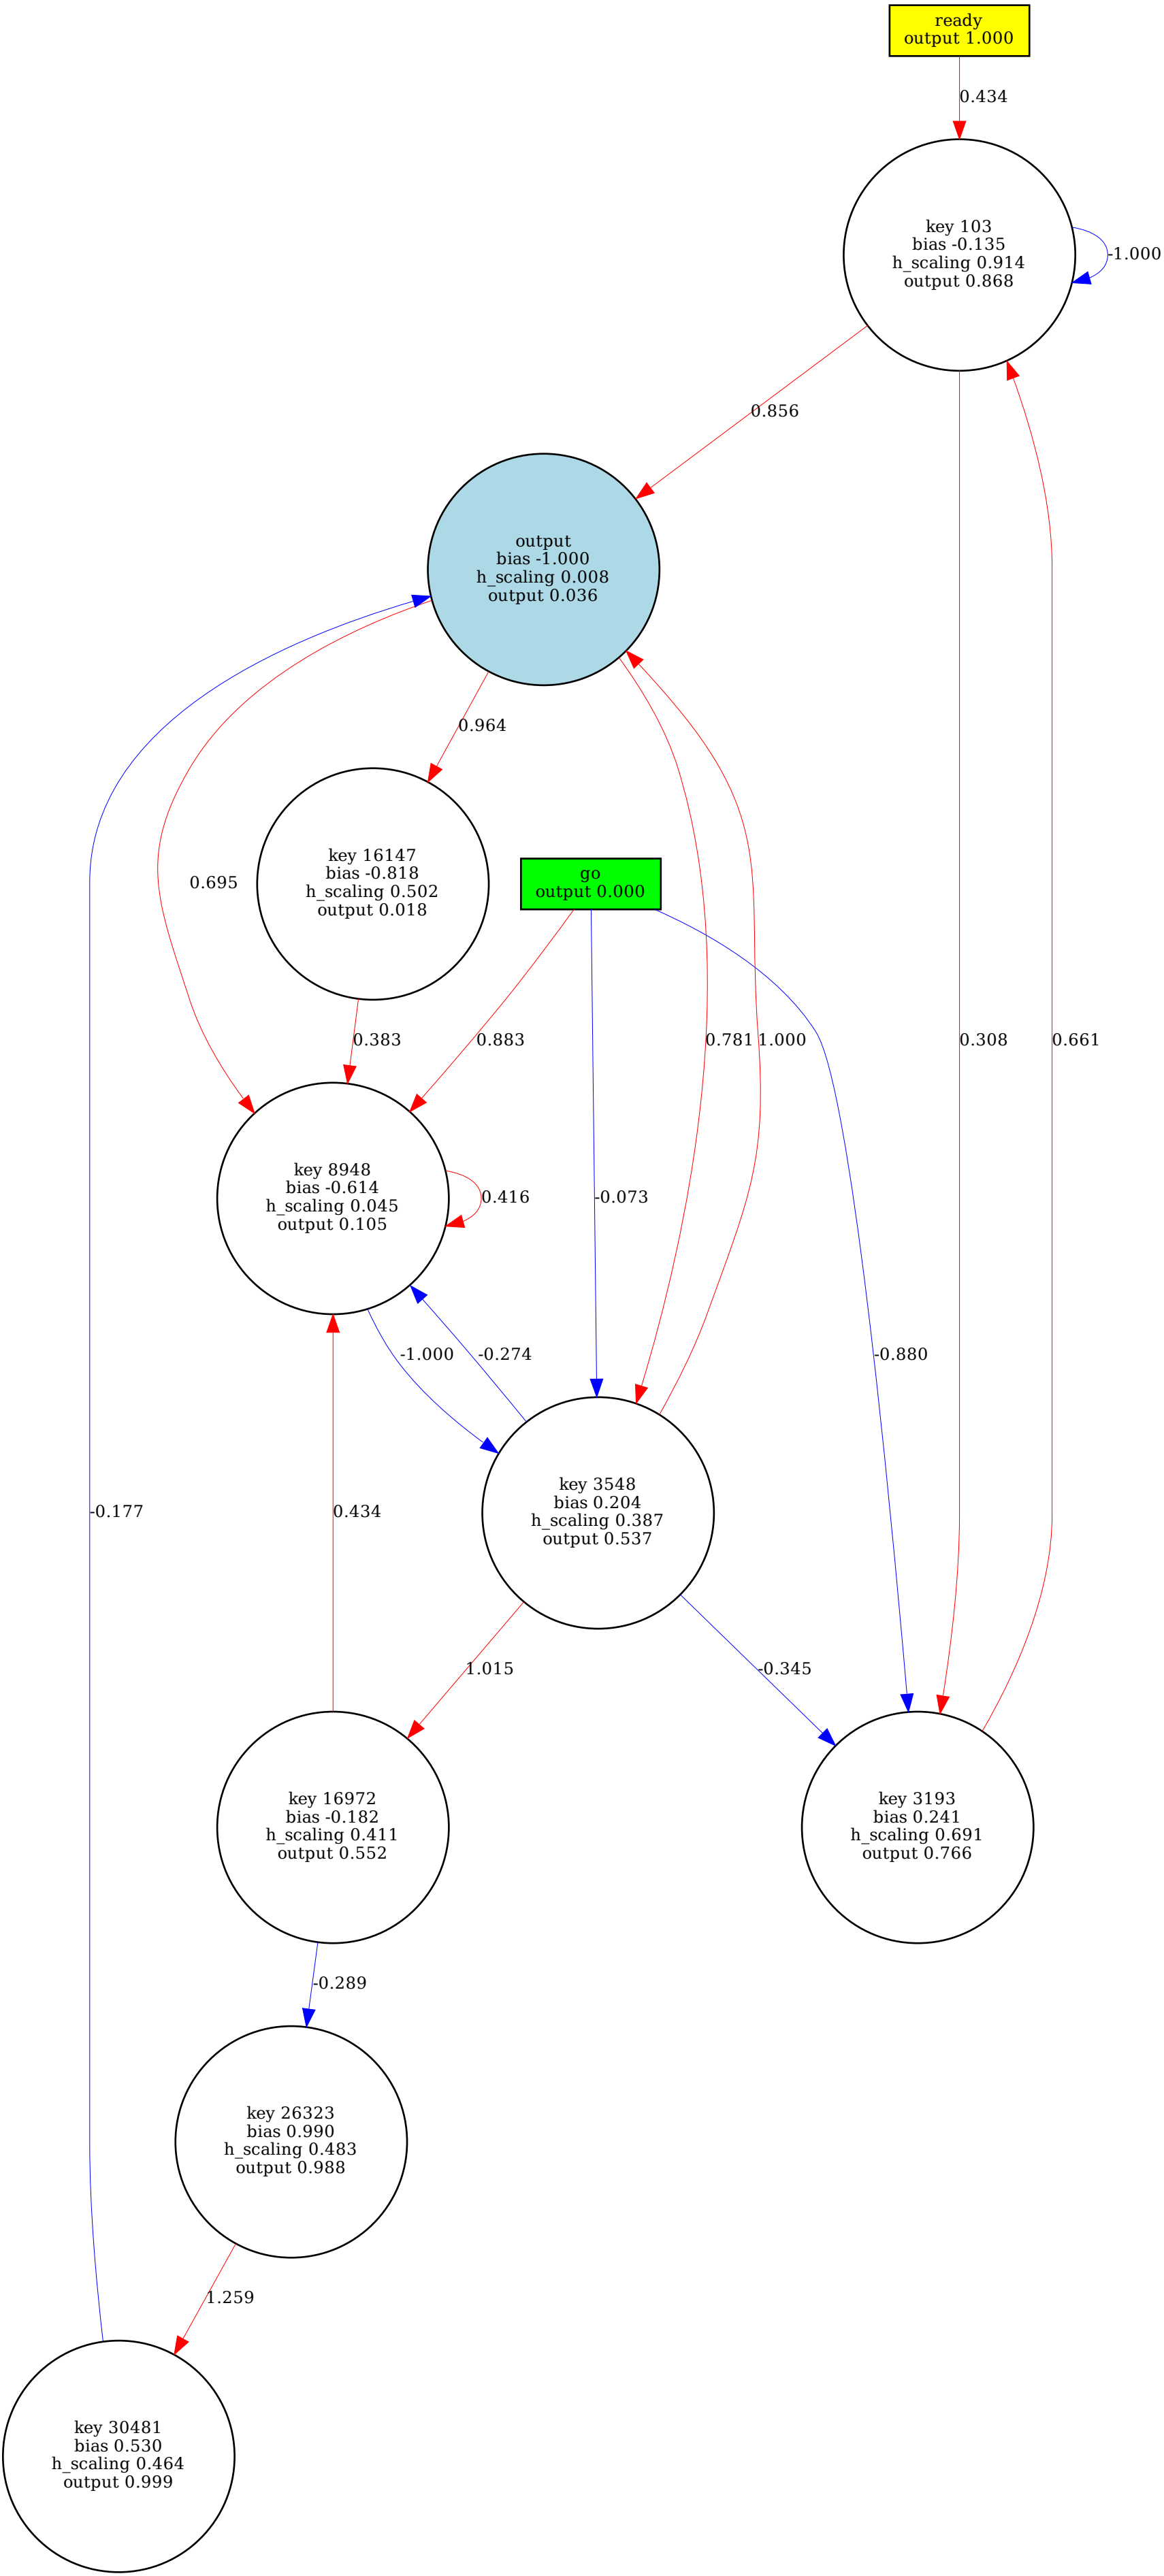 ready
output 1.000
0.434
key 103
bias -0.135
h_scaling 0.914
output 0.868
-1.000
0.856
output
bias -1.000
h_scaling 0.008
output 0.036
0.964
key 16147
bias -0.818
h_scaling 0.502
output 0.018
go
output 0.000
0.695
0.383
0.883
0.781
1.000
0.308
0.661
key 8948
bias -0.614
h_scaling 0.045
output 0.105
0.416
-0.073
-1.000
-0.274
-0.880
key 3548
bias 0.204
h_scaling 0.387
output 0.537
-0.177
0.434
1.015
-0.345
key 16972
bias -0.182
h_scaling 0.411
output 0.552
key 3193
bias 0.241
h_scaling 0.691
output 0.766
-0.289
key 26323
bias 0.990
h_scaling 0.483
output 0.988
1.259
key 30481
bias 0.530
h_scaling 0.464
output 0.999